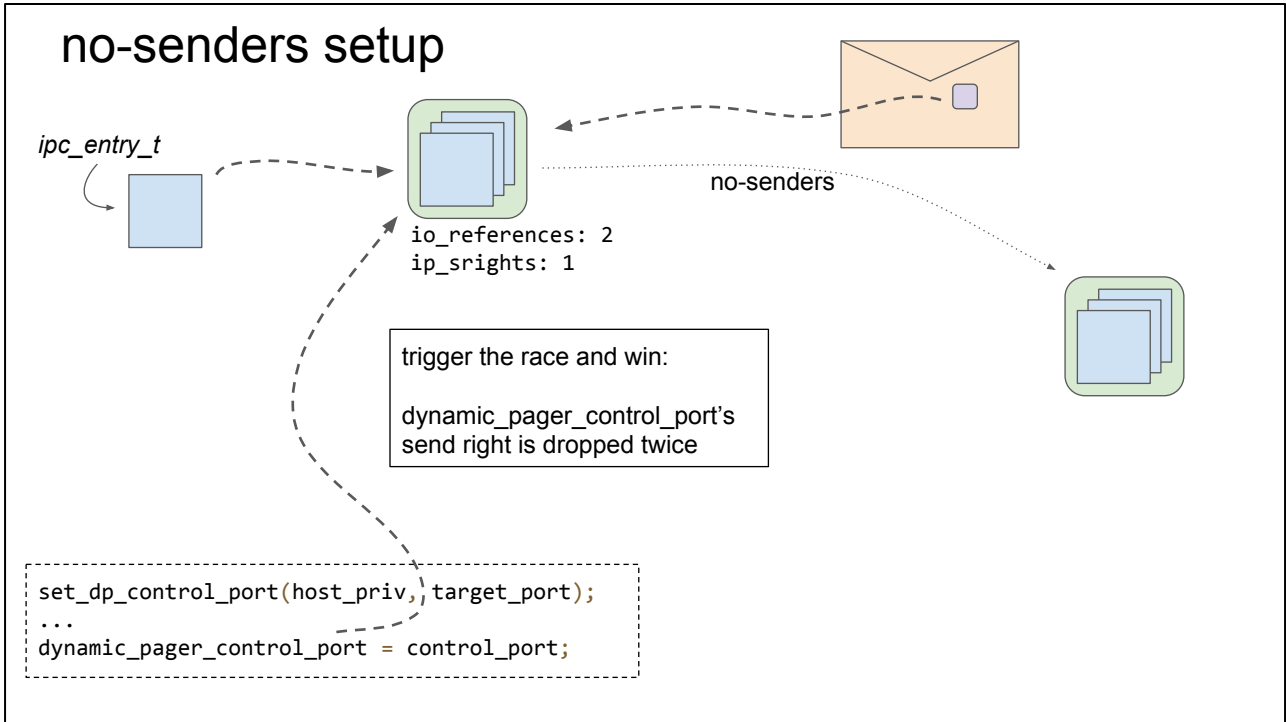 no-senders setup
ipc_entry_t
no-senders
io_references: 2
ip_srights: 1
trigger the race and win:
dynamic_pager_control_port’s
send right is dropped twice
set_dp_control_port(host_priv, target_port);
...
dynamic_pager_control_port = control_port;